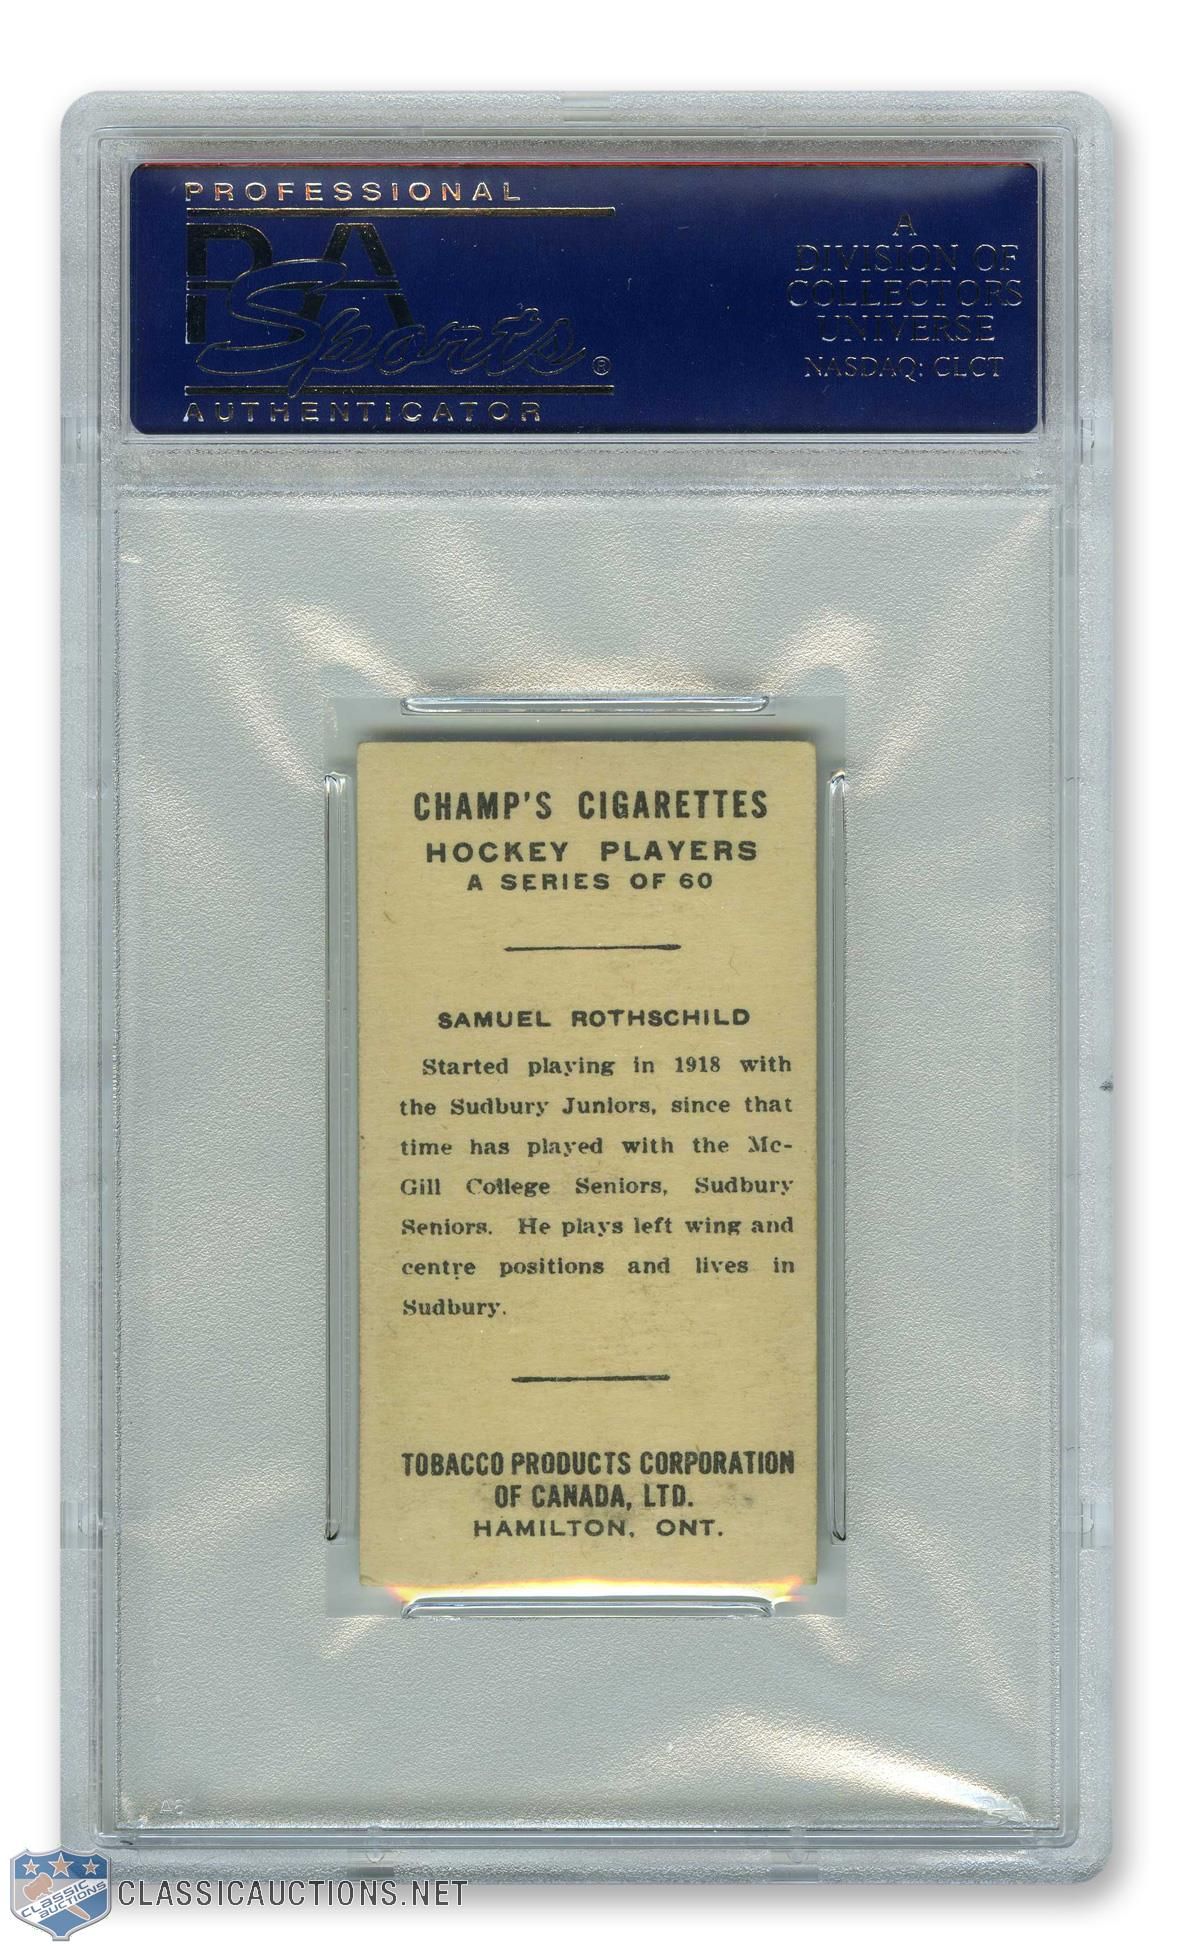 PROFESSIONAL
PSA
Sports®
AUTHENTICATOR
A
DIVISION OF
COLLECTORS
UNIVERSE
NASDAQ: CLCT
CHAMP'S CIGARETTES
HOCKEY PLAYERS
A SERIES OF 60
SAMUEL ROTHSCHILD
Started playing in 1918 with
the Sudbury Juniors, since that
time has played with the Mc-
Gill College Seniors, Sudbury
Seniors. He plays left wing and
centre positions and lives in
Sudbury.
TOBACCO PRODUCTS CORPORATION
OF CANADA, LTD.
HAMILTON, ONT.
CLASSIC
AUCTIONS
CLASSICAUCTIONS.NET